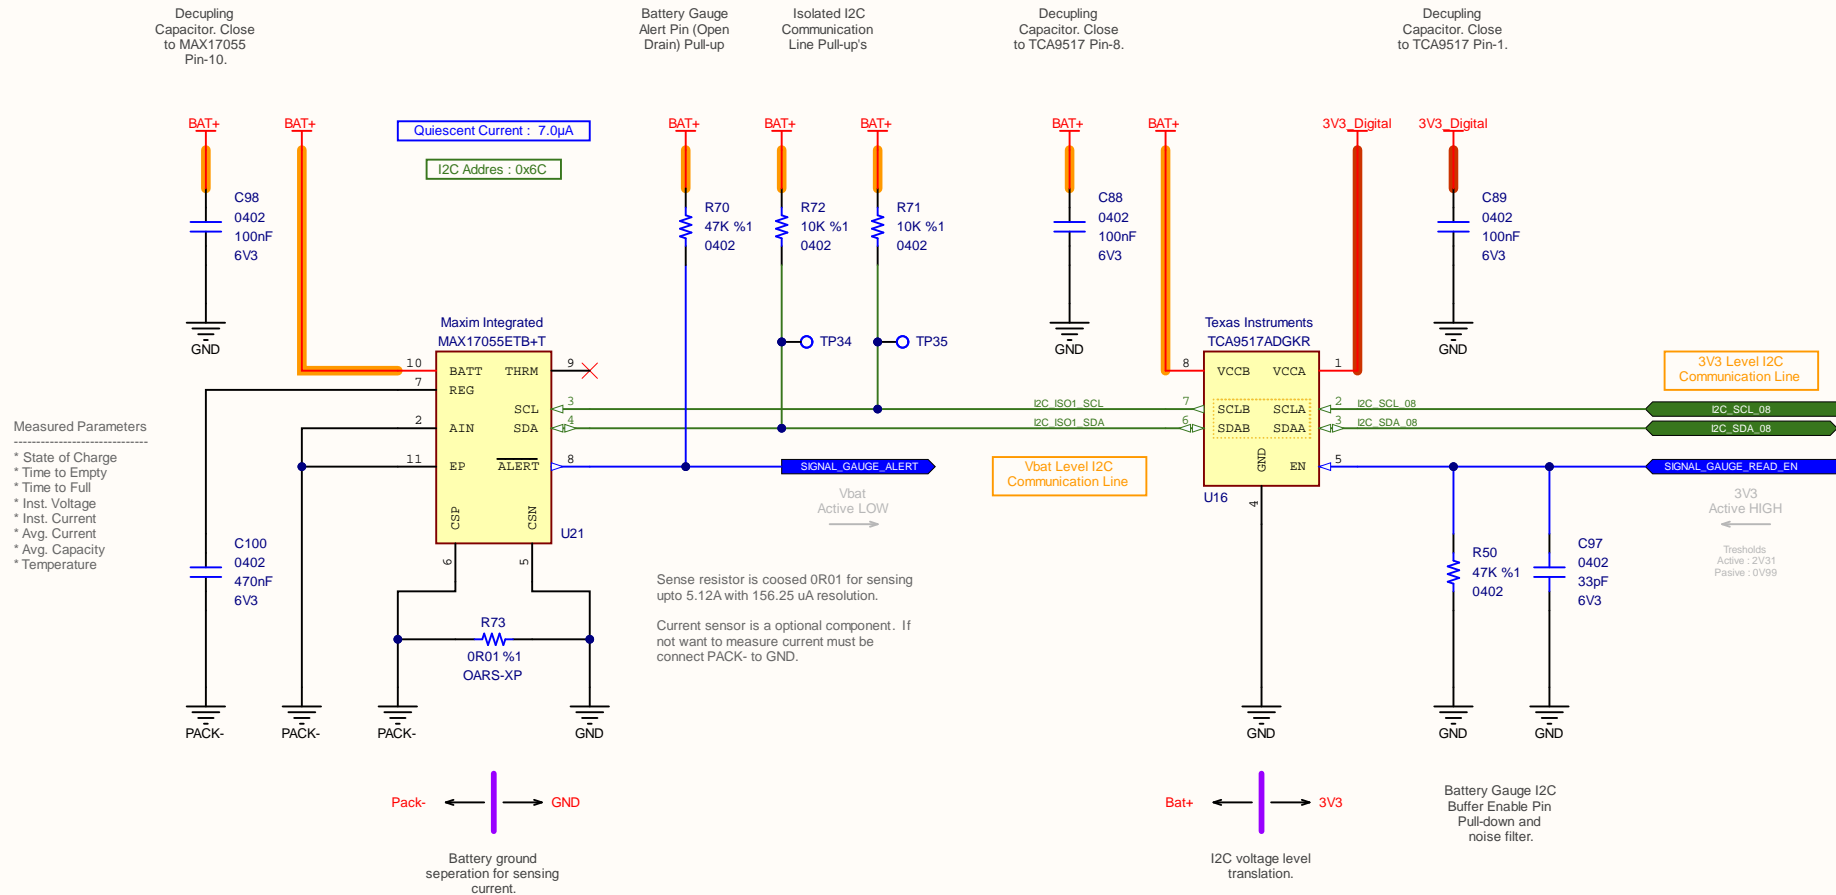 Decupling
Capacitor. Close
to MAX17055
Pin-10.
Battery Gauge
Alert Pin (Open
Drain) Pull-up
Isolated I2C
Communication
Line Pull-up's
Decupling
Capacitor. Close
to TCA9517 Pin-8.
Decupling
Capacitor. Close
to TCA9517 Pin-1.
BAT+
BAT+
Quiescent Current : 7.0µA
I2C Addres : 0x6C
BAT+
BAT+
BAT+
BAT+
BAT+
3V3_Digital
3V3_Digital
C98
0402
100nF
6V3
GND
R70
47K %1
0402
R72
10K %1
0402
R71
10K %1
0402
C88
0402
100nF
6V3
GND
C89
0402
100nF
6V3
GND
TP34
TP35
Maxim Integrated
MAX17055ETB+T
10 BATT THRM 9
7 REG
SCL 3
2 AIN SDA 4
11 EP ALERT 8
CSP CSN
6 5
U21
I2C_ISO1_SCL
I2C_ISO1_SDA
SIGNAL_GAUGE_ALERT
Vbat
Active LOW
Vbat Level I2C
Communication Line
Texas Instruments
TCA9517ADGKR
8 VCCB VCCA 1
7 SCLB SCLA 2
6 SDAB SDAA 3
GND EN 5
4
U16
I2C_SCL_08
I2C_SDA_08
3V3 Level I2C
Communication Line
I2C_SCL_08
I2C_SDA_08
SIGNAL_GAUGE_READ_EN
3V3
Active HIGH
Tresholds
Active : 2V31
Pasive : 0V99
Measured Parameters
-------------------------------
* State of Charge
* Time to Empty
* Time to Full
* Inst. Voltage
* Inst. Current
* Avg. Current
* Avg. Capacity
* Temperature
C100
0402
470nF
6V3
R73
0R01 %1
OARS-XP
Sense resistor is coosed 0R01 for sensing
upto 5.12A with 156.25 uA resolution.
Current sensor is a optional component. If
not want to measure current must be
connect PACK- to GND.
R50
47K %1
0402
C97
0402
33pF
6V3
PACK-
PACK-
PACK-
GND
GND
GND
GND
Pack-
GND
Battery ground
seperation for sensing
current.
Bat+
3V3
I2C voltage level
translation.
Battery Gauge I2C
Buffer Enable Pin
Pull-down and
noise filter.